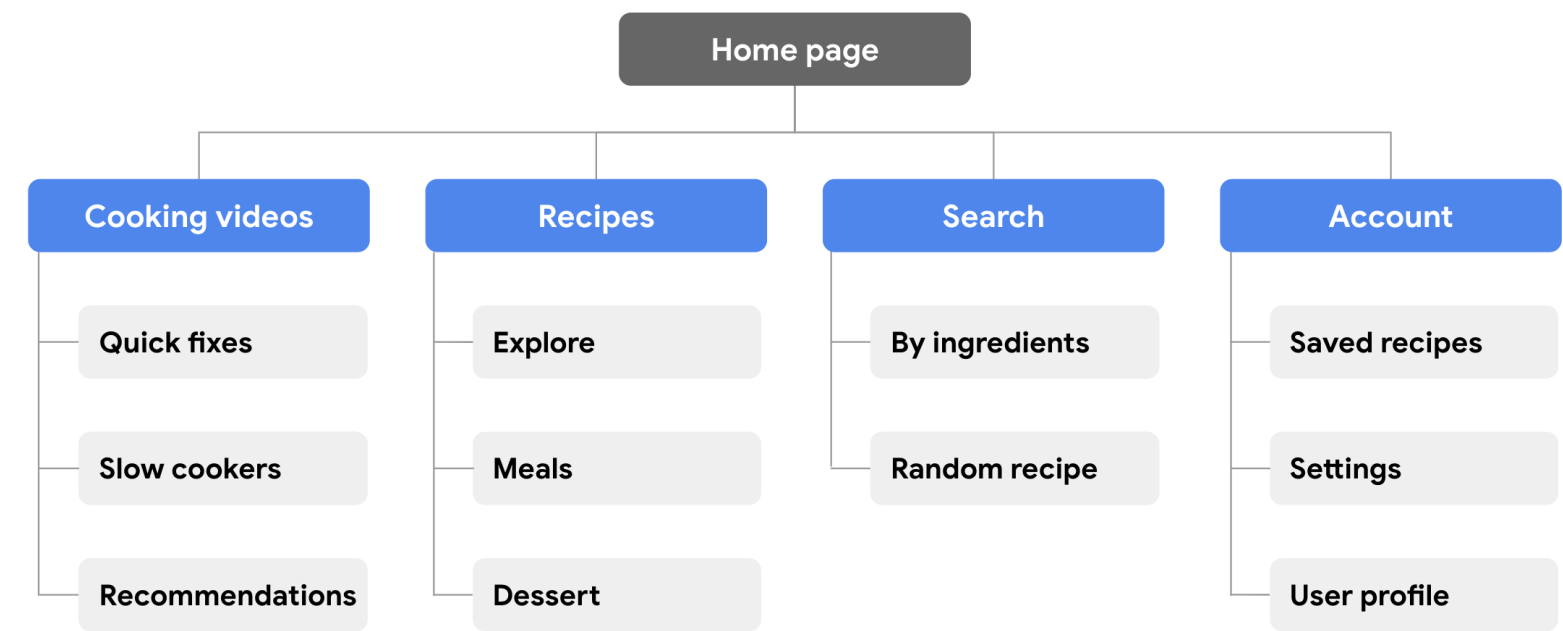 Home page
Cooking videos
Recipes
Search
Account
Quick fixes
Explore
By ingredients
Saved recipes
Slow cookers
Meals
Random recipe
Settings
Recommendations
Dessert
User profile